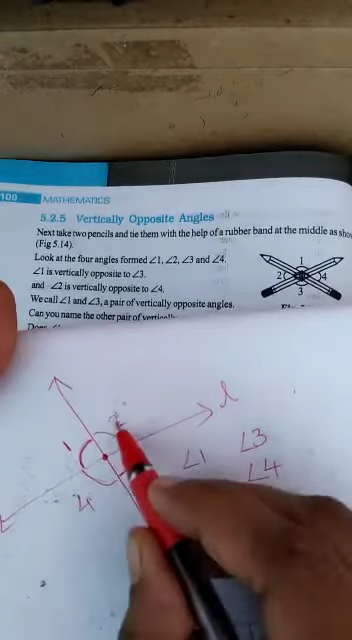 100 MATHEMATICS
5.2.5 Vertically Opposite Angles
Next take two pencils and tie them with the help of a rubber band at the middle as
(Fig 5.14).
Look at the four angles formed ∠1, ∠2, ∠3 and ∠4.
∠1 is vertically opposite to ∠3.
and ∠2 is vertically opposite to ∠4.
We call ∠1 and ∠3, a pair of vertically opposite angles.
Can you name the other pair of
1
2 4
3
l
1
4
∠1 ∠3
∠4